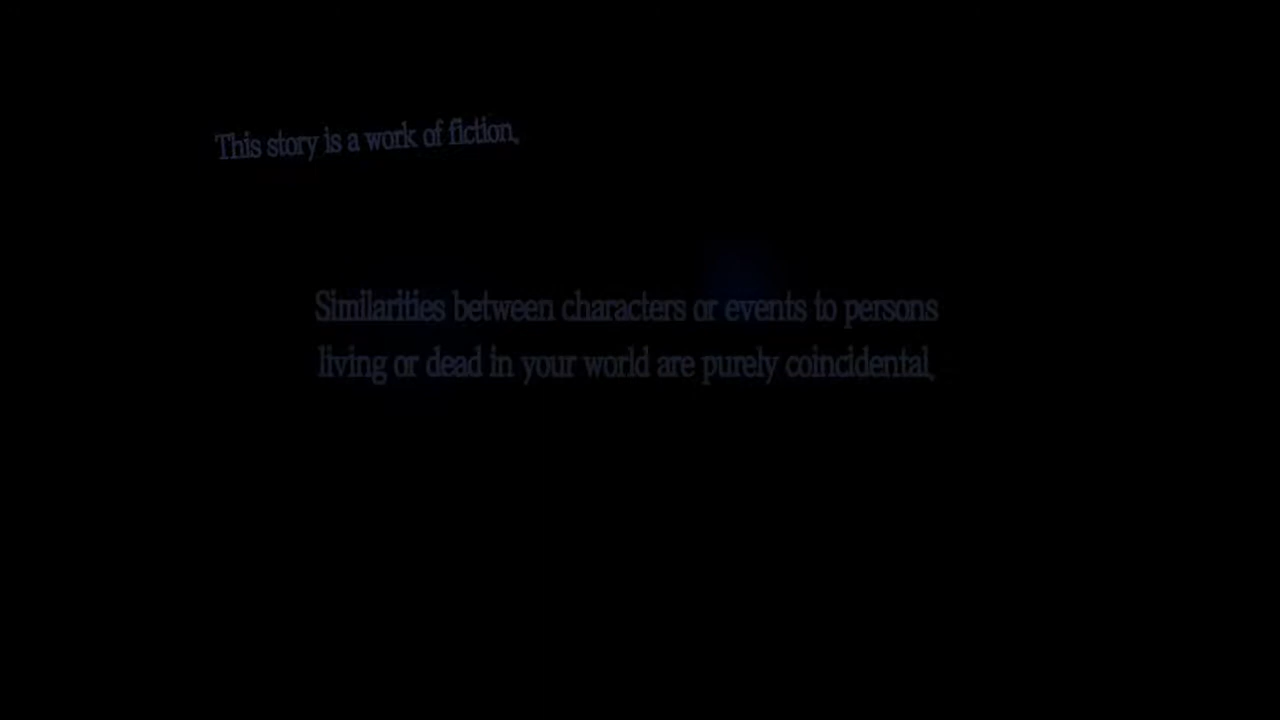 This story is a work of fiction.
Similarities between characters or events to persons
living or dead in your world are purely coincidental.